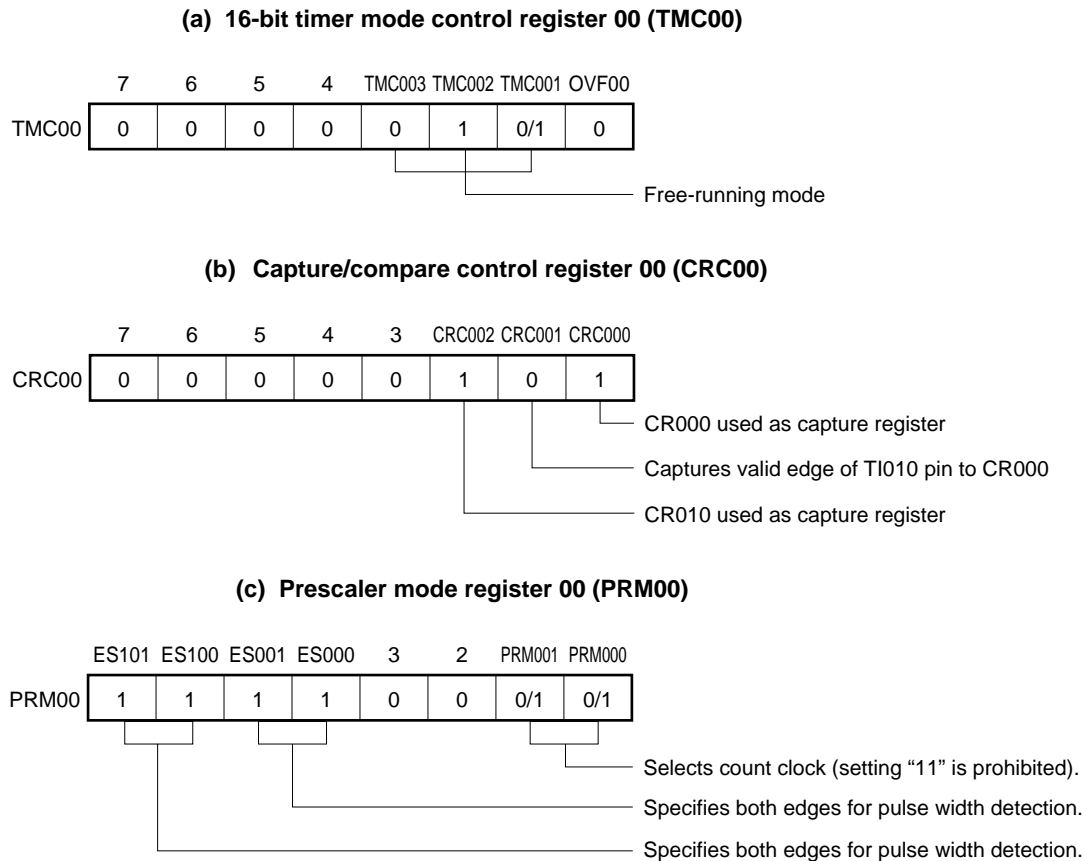 (a) 16-bit timer mode control register 00 (TMC00)
7 6 5 4 TMC003 TMC002 TMC001 OVF00
TMC00 0 0 0 0 0 1 0/1 0
Free-running mode
(b) Capture/compare control register 00 (CRC00)
7 6 5 4 3 CRC002 CRC001 CRC000
CRC00 0 0 0 0 0 1 0 1
CR000 used as capture register
Captures valid edge of TI010 pin to CR000
CR010 used as capture register
(c) Prescaler mode register 00 (PRM00)
ES101 ES100 ES001 ES000 3 2 PRM001 PRM000
PRM00 1 1 1 1 0 0 0/1 0/1
Selects count clock (setting “11” is prohibited).
Specifies both edges for pulse width detection.
Specifies both edges for pulse width detection.